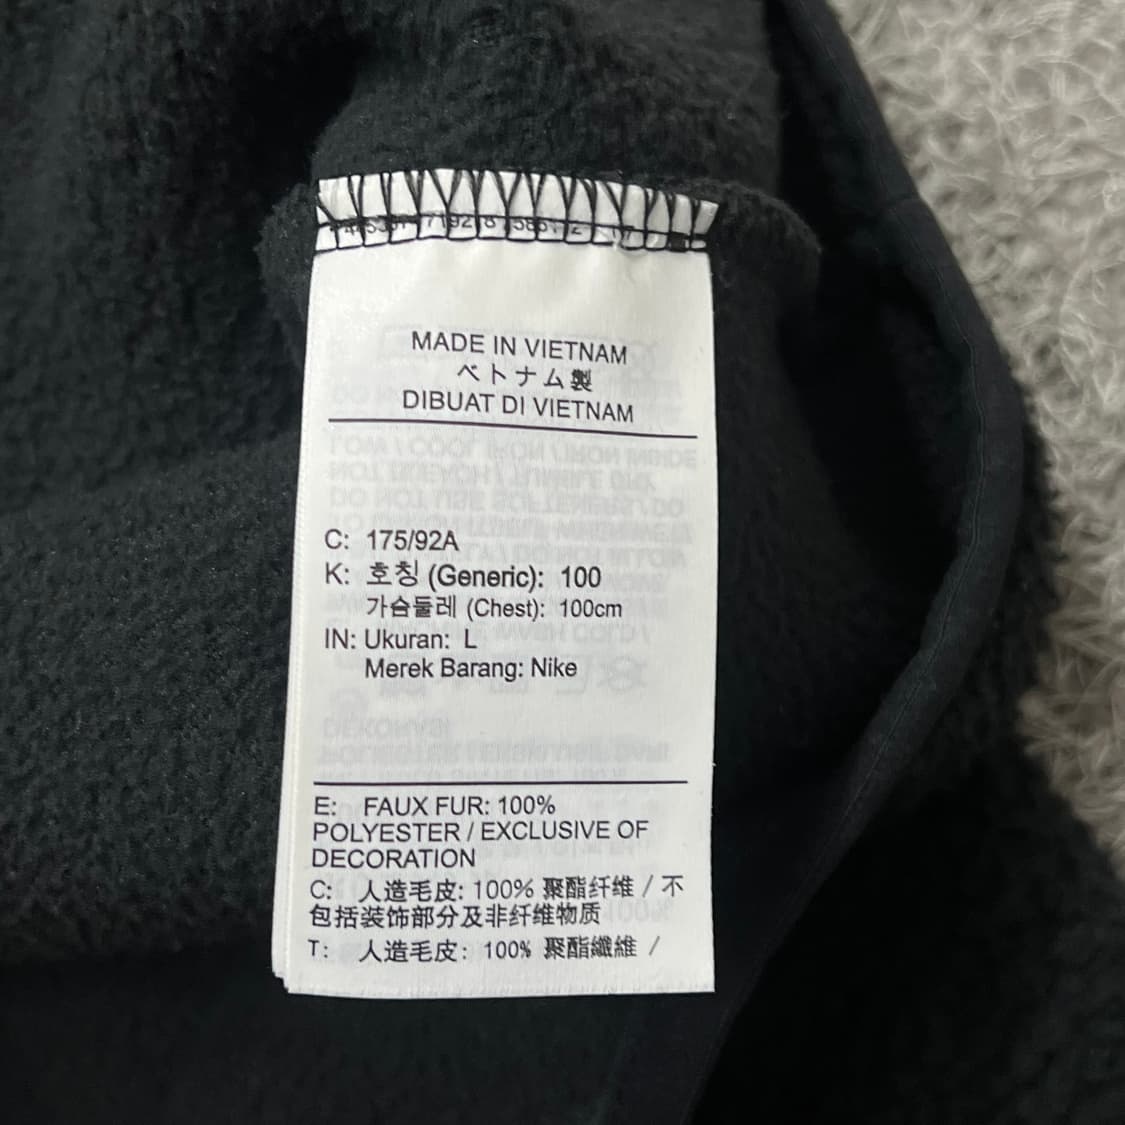 MADE IN VIETNAM
ベトナム製
DIBUAT DI VIETNAM
C: 175/92A
K: 호칭 (Generic): 100
가슴둘레 (Chest): 100cm
IN: Ukuran: L
Merek Barang: Nike
E: FAUX FUR: 100%
POLYESTER / EXCLUSIVE OF
DECORATION
C: 人造毛皮: 100% 聚酯纤维 / 不
包括装饰部分及非纤维物质
T: 人造毛皮: 100% 聚酯纖維 /